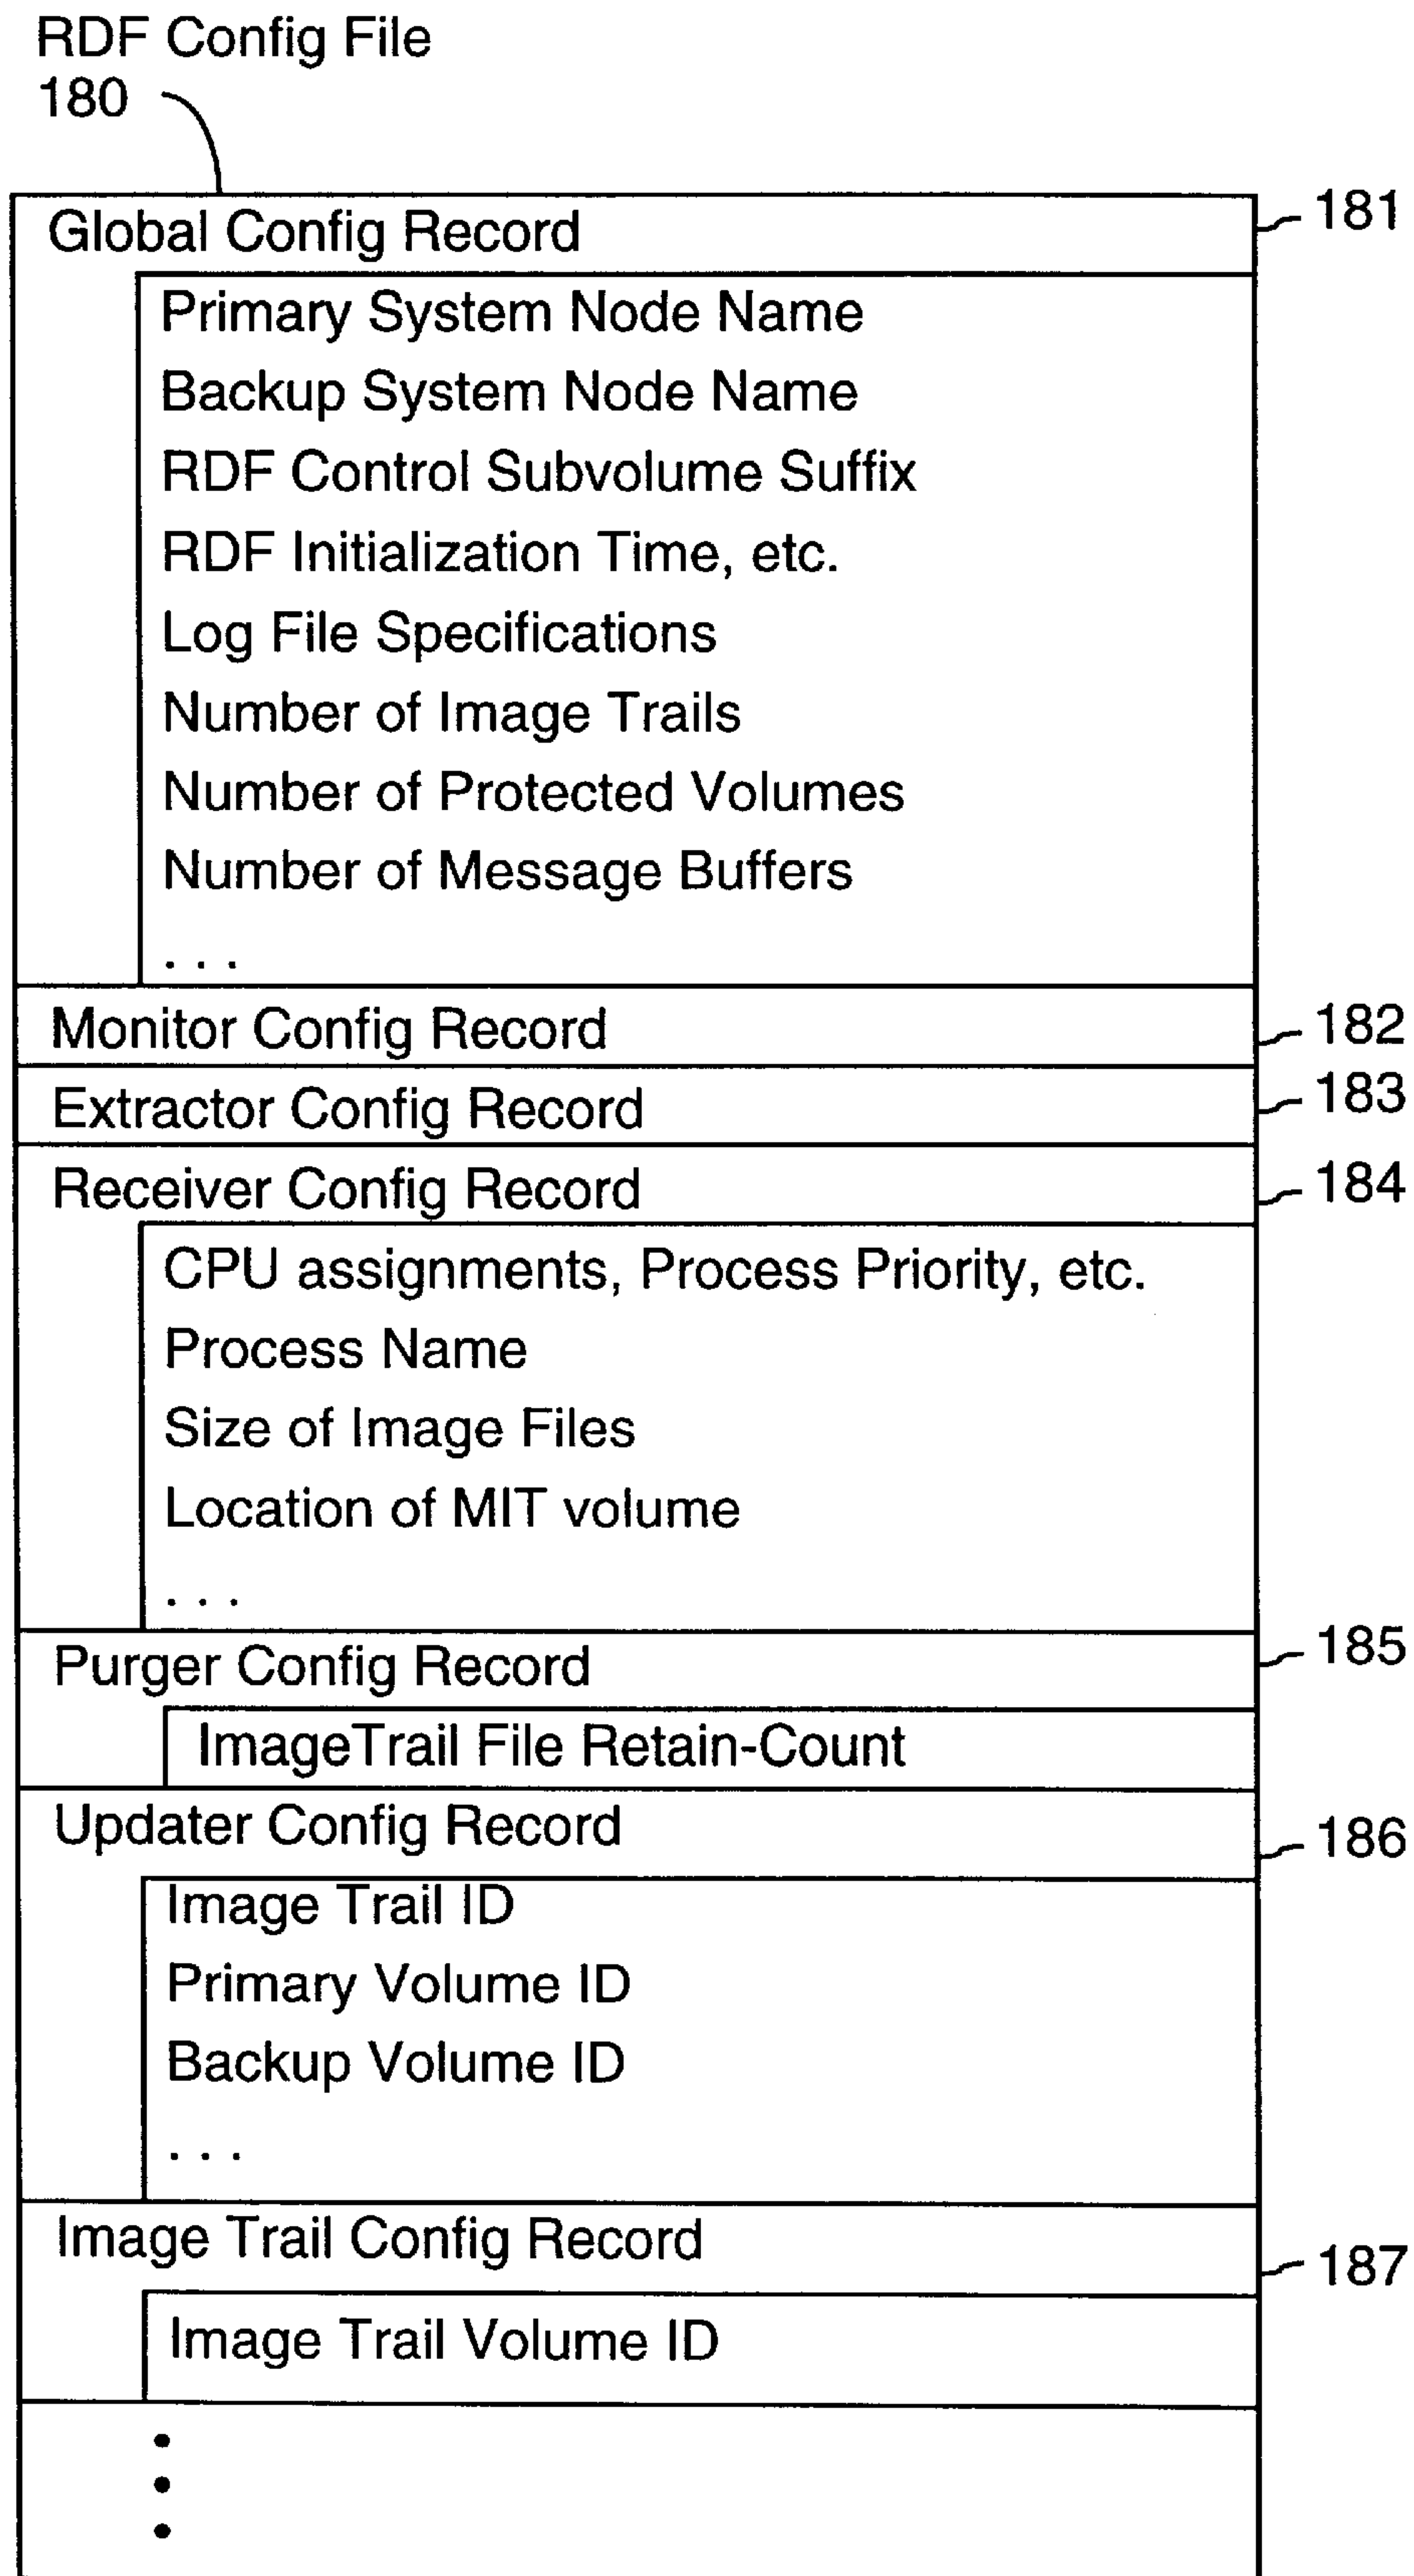 RDF Config File
180
Global Config Record 181
Primary System Node Name
Backup System Node Name
RDF Control Subvolume Suffix
RDF Initialization Time, etc.
Log File Specifications
Number of Image Trails
Number of Protected Volumes
Number of Message Buffers
. . .
Monitor Config Record 182
Extractor Config Record 183
Receiver Config Record 184
CPU assignments, Process Priority, etc.
Process Name
Size of Image Files
Location of MIT volume
. . .
Purger Config Record 185
ImageTrail File Retain-Count
Updater Config Record 186
Image Trail ID
Primary Volume ID
Backup Volume ID
. . .
Image Trail Config Record 187
Image Trail Volume ID